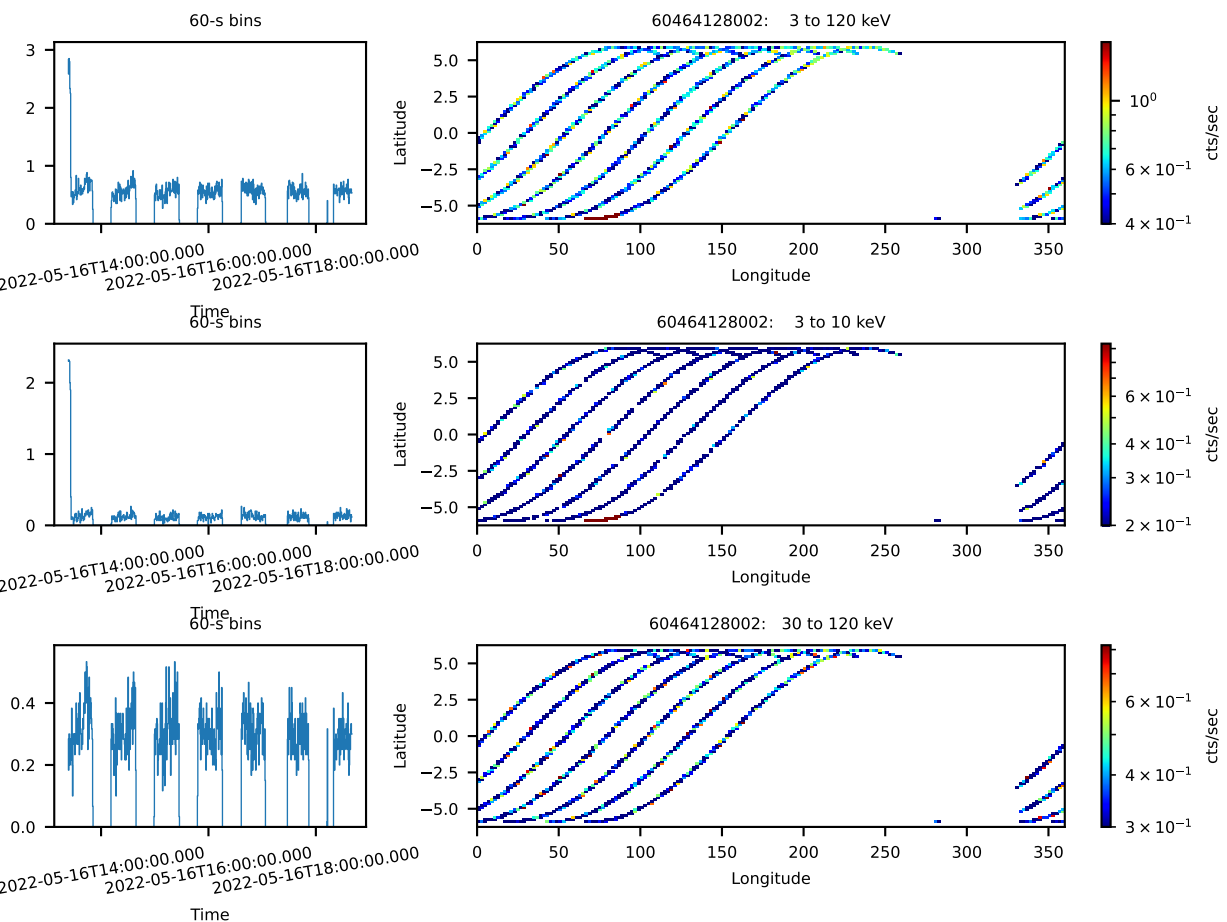 60-s bins
3
2
1
0
2022-05-16T14:00:00.000
2022-05-16T16:00:00.000
2022-05-16T18:00:00.000
Time
60464128002:    3 to 120 keV
Latitude
5.0
2.5
0.0
−2.5
−5.0
0 50 100 150 200 250 300 350
Longitude
10⁰
6 × 10⁻¹
4 × 10⁻¹
cts/sec
60-s bins
2
1
0
2022-05-16T14:00:00.000
2022-05-16T16:00:00.000
2022-05-16T18:00:00.000
Time
60464128002:    3 to 10 keV
Latitude
5.0
2.5
0.0
−2.5
−5.0
0 50 100 150 200 250 300 350
Longitude
6 × 10⁻¹
4 × 10⁻¹
3 × 10⁻¹
2 × 10⁻¹
cts/sec
60-s bins
0.4
0.2
0.0
2022-05-16T14:00:00.000
2022-05-16T16:00:00.000
2022-05-16T18:00:00.000
Time
60464128002:   30 to 120 keV
Latitude
5.0
2.5
0.0
−2.5
−5.0
0 50 100 150 200 250 300 350
Longitude
6 × 10⁻¹
4 × 10⁻¹
3 × 10⁻¹
cts/sec